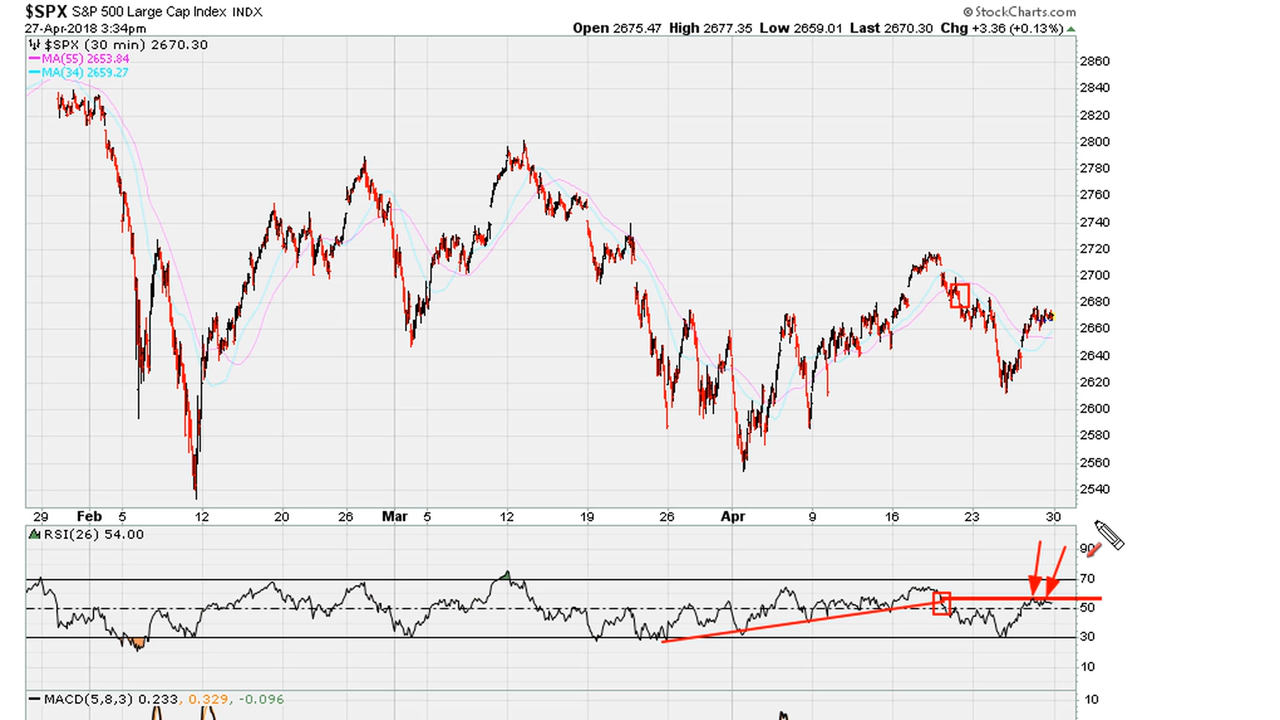 $SPX S&P 500 Large Cap Index INDX
© StockCharts.com
27-Apr-2018 3:34pm
Open 2675.47 High 2677.35 Low 2659.01 Last 2670.30 Chg +3.36 (+0.13%)
$SPX (30 min) 2670.30
MA(55) 2653.84
MA(34) 2659.27
2860
2840
2820
2800
2780
2760
2740
2720
2700
2680
2660
2640
2620
2600
2580
2560
2540
29 Feb 5 12 20 26 Mar 5 12 19 26 Apr 9 16 23 30
RSI(26) 54.00
90
70
50
30
10
MACD(5,8,3) 0.233, 0.329, -0.096
10